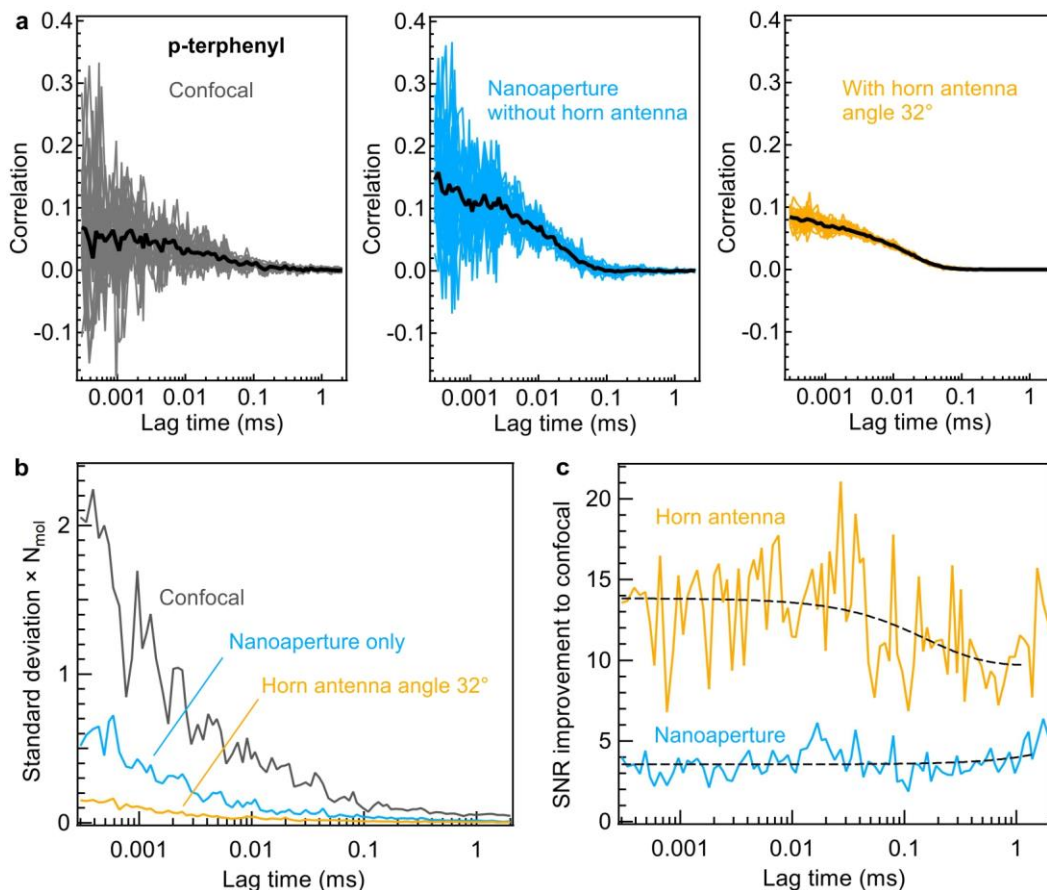 a
p-terphenyl
Confocal
Nanoaperture
without horn antenna
With horn antenna
angle 32°
0.4
0.3
0.2
0.1
0.0
-0.1
Correlation
0.001 0.01 0.1 1
Lag time (ms)
0.4
0.3
0.2
0.1
0.0
-0.1
Correlation
0.001 0.01 0.1 1
Lag time (ms)
0.4
0.3
0.2
0.1
0.0
-0.1
Correlation
0.001 0.01 0.1 1
Lag time (ms)
b
2
1
0
Standard deviation × Nmol
Confocal
Nanoaperture only
Horn antenna angle 32°
0.001 0.01 0.1 1
Lag time (ms)
c
20
15
10
5
0
SNR improvement to confocal
Horn antenna
Nanoaperture
0.001 0.01 0.1 1
Lag time (ms)